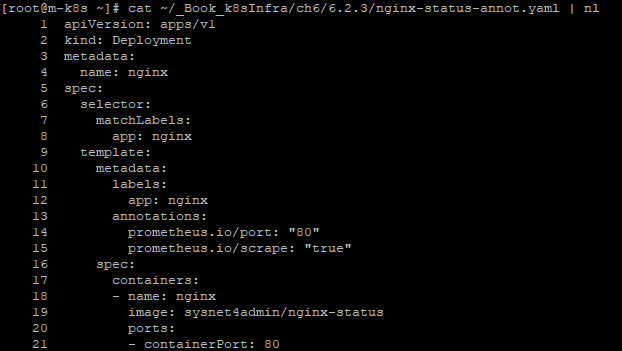 [root@m-k8s ~]# cat ~/_Book_k8sInfra/ch6/6.2.3/nginx-status-annot.yaml | nl
     1  apiVersion: apps/v1
     2  kind: Deployment
     3  metadata:
     4    name: nginx
     5  spec:
     6    selector:
     7      matchLabels:
     8        app: nginx
     9    template:
    10      metadata:
    11        labels:
    12          app: nginx
    13        annotations:
    14          prometheus.io/port: "80"
    15          prometheus.io/scrape: "true"
    16      spec:
    17        containers:
    18        - name: nginx
    19          image: sysnet4admin/nginx-status
    20          ports:
    21          - containerPort: 80